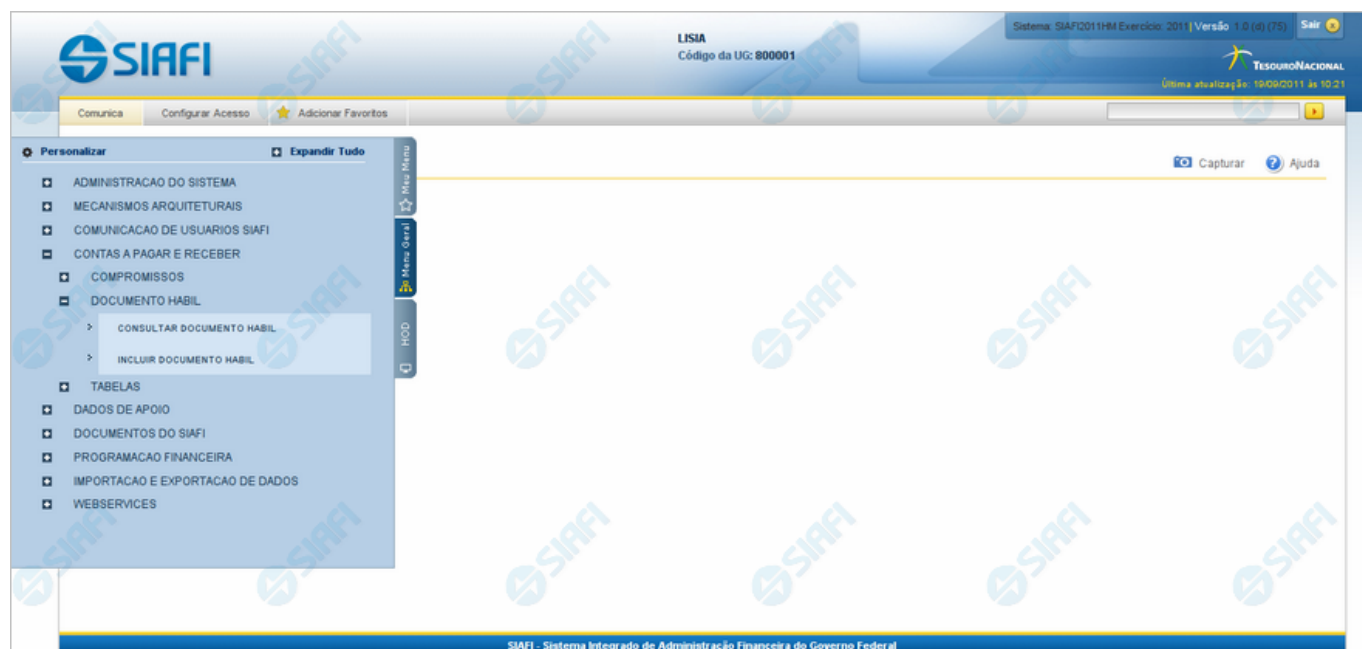 SIAFI
LISIA
Código da UG: 800001
Sistema: SIAFI2011HM Exercício: 2011| Versão 1.0 (d) (75)
Sair
TESOURONACIONAL
Última atualização: 19/09/2011 às 10:21
Comunica Configurar Acesso Adicionar Favoritos
Personalizar Expandir Tudo
Meu Menu
Menu Geral
HOD
Capturar Ajuda
ADMINISTRACAO DO SISTEMA
MECANISMOS ARQUITETURAIS
COMUNICACAO DE USUARIOS SIAFI
CONTAS A PAGAR E RECEBER
COMPROMISSOS
DOCUMENTO HABIL
CONSULTAR DOCUMENTO HABIL
INCLUIR DOCUMENTO HABIL
TABELAS
DADOS DE APOIO
DOCUMENTOS DO SIAFI
PROGRAMACAO FINANCEIRA
IMPORTACAO E EXPORTACAO DE DADOS
WEBSERVICES
SIAFI - Sistema Integrado de Administração Financeira do Governo Federal